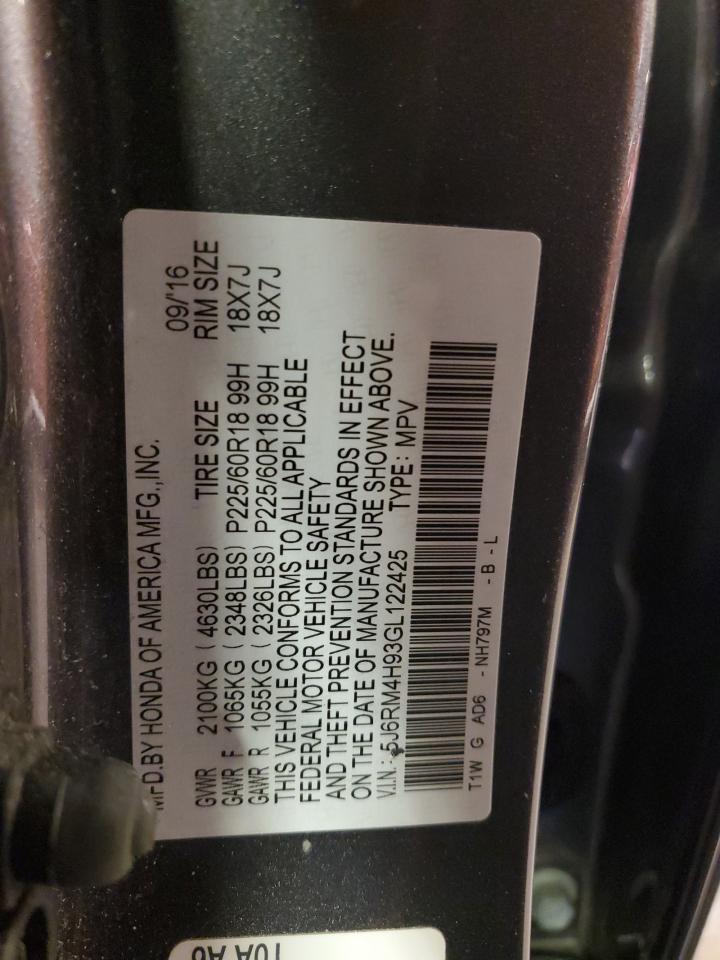 MFD.BY HONDA OF AMERICA MFG.,INC. 09/'16
GVWR 2100KG ( 4630LBS) TIRE SIZE RIM SIZE
GAWR F 1065KG ( 2348LBS) P225/60R18 99H 18X7J
GAWR R 1055KG ( 2326LBS) P225/60R18 99H 18X7J
THIS VEHICLE CONFORMS TO ALL APPLICABLE
FEDERAL MOTOR VEHICLE SAFETY
AND THEFT PREVENTION STANDARDS IN EFFECT
ON THE DATE OF MANUFACTURE SHOWN ABOVE.
V.I.N.: 5J6RM4H93GL122425 TYPE: MPV
T1W G AD6 - NH797M - B - L